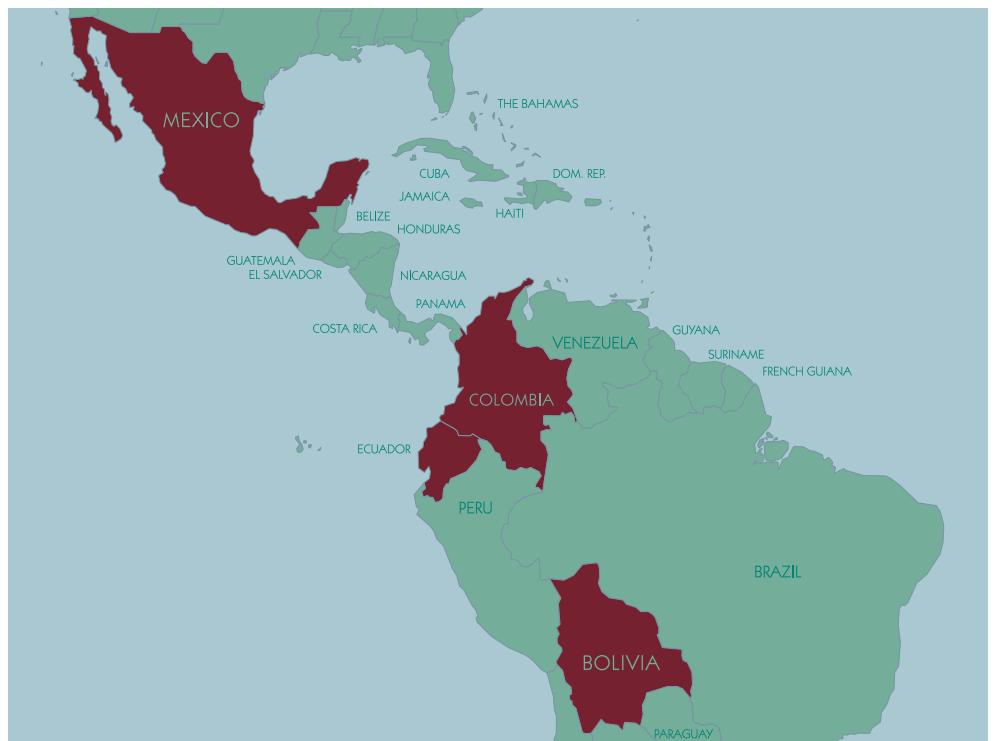 THE BAHAMAS
MEXICO
CUBA
DOM. REP.
JAMAICA
HAITI
BELIZE
HONDURAS
GUATEMALA
EL SALVADOR
NICARAGUA
PANAMA
COSTA RICA
VENEZUELA
GUYANA
SURINAME
FRENCH GUIANA
COLOMBIA
ECUADOR
PERU
BRAZIL
BOLIVIA
PARAGUAY